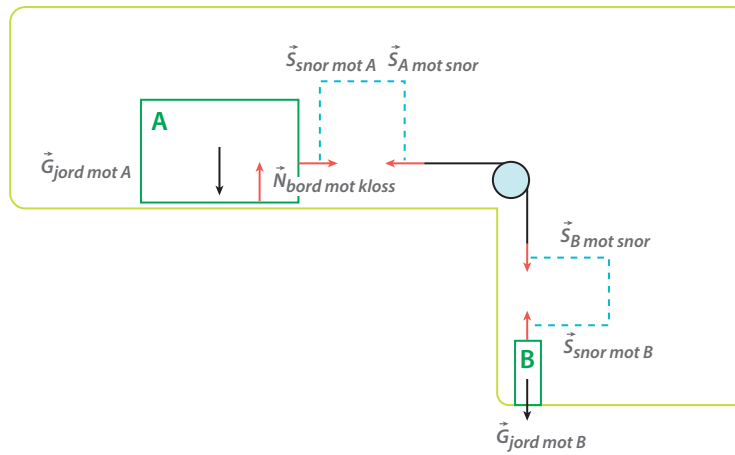 S⃗snor mot A S⃗A mot snor
A
G⃗jord mot A
N⃗bord mot kloss
S⃗B mot snor
S⃗snor mot B
B
G⃗jord mot B